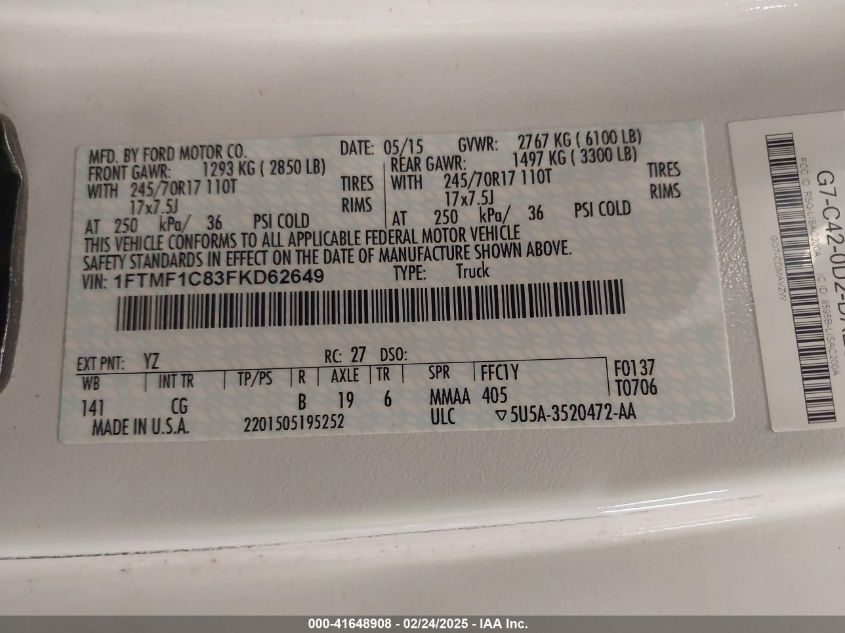 MFD. BY FORD MOTOR CO. DATE: 05/15 GVWR: 2767 KG ( 6100 LB)
FRONT GAWR: 1293 KG ( 2850 LB) REAR GAWR: 1497 KG ( 3300 LB)
WITH 245/70R17 110T TIRES WITH 245/70R17 110T TIRES
17x7.5J RIMS 17x7.5J RIMS
AT 250 kPa/ 36 PSI COLD AT 250 kPa/ 36 PSI COLD
THIS VEHICLE CONFORMS TO ALL APPLICABLE FEDERAL MOTOR VEHICLE
SAFETY STANDARDS IN EFFECT ON THE DATE OF MANUFACTURE SHOWN ABOVE.
VIN: 1FTMF1C83FKD62649 TYPE: Truck
EXT PNT: YZ RC: 27 DSO:
WB INT TR TP/PS R AXLE TR SPR FFC1Y F0137
141 CG B 19 6 MMAA 405 T0706
MADE IN U.S.A. 2201505195252 ULC ▽5U5A-3520472-AA
G7-C42-0D2-
000-41648908 - 02/24/2025 - IAA Inc.